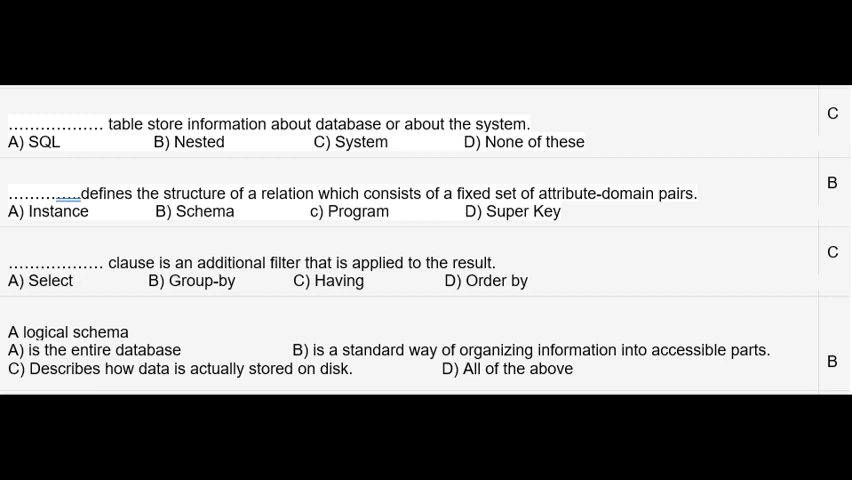 ……………… table store information about database or about the system. C
A) SQL B) Nested C) System D) None of these
…………..defines the structure of a relation which consists of a fixed set of attribute-domain pairs. B
A) Instance B) Schema c) Program D) Super Key
……………… clause is an additional filter that is applied to the result. C
A) Select B) Group-by C) Having D) Order by
A logical schema
A) is the entire database B) is a standard way of organizing information into accessible parts.
C) Describes how data is actually stored on disk. D) All of the above B